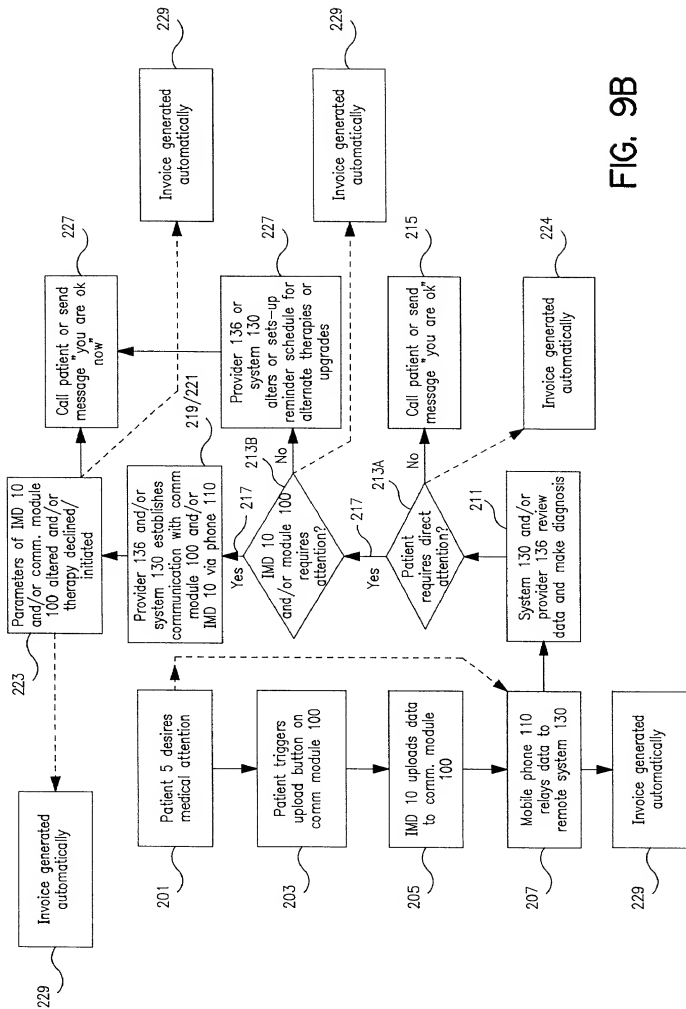 229
Invoice generated
automatically
223
Parameters of IMD 10
and/or comm. module
100 altered and/or
therapy declined/
initiated
227
Call patient or send
message "you are ok
now"
229
Invoice generated
automatically
219/221
Provider 136 and/or
system 130 establishes
communication with comm
module 100 and/or
IMD 10 via phone 110
227
Provider 136 or
system 130
alters or sets-up
reminder schedule for
alternate therapies or
upgrades
Yes
217
213B
IMD 10
and/or module 100
requires
attention?
No
229
Invoice generated
automatically
Yes
217
213A
Patient
requires direct
attention?
No
215
Call patient or send
message "you are ok"
201
Patient 5 desires
medical attention
203
Patient triggers
upload button on
comm module 100
205
IMD 10 uploads data
to comm. module
100
207
Mobile phone 110
relays data to
remote system 130
211
System 130 and/or
provider 136 review
data and make diagnosis
224
Invoice generated
automatically
229
Invoice generated
automatically
FIG. 9B